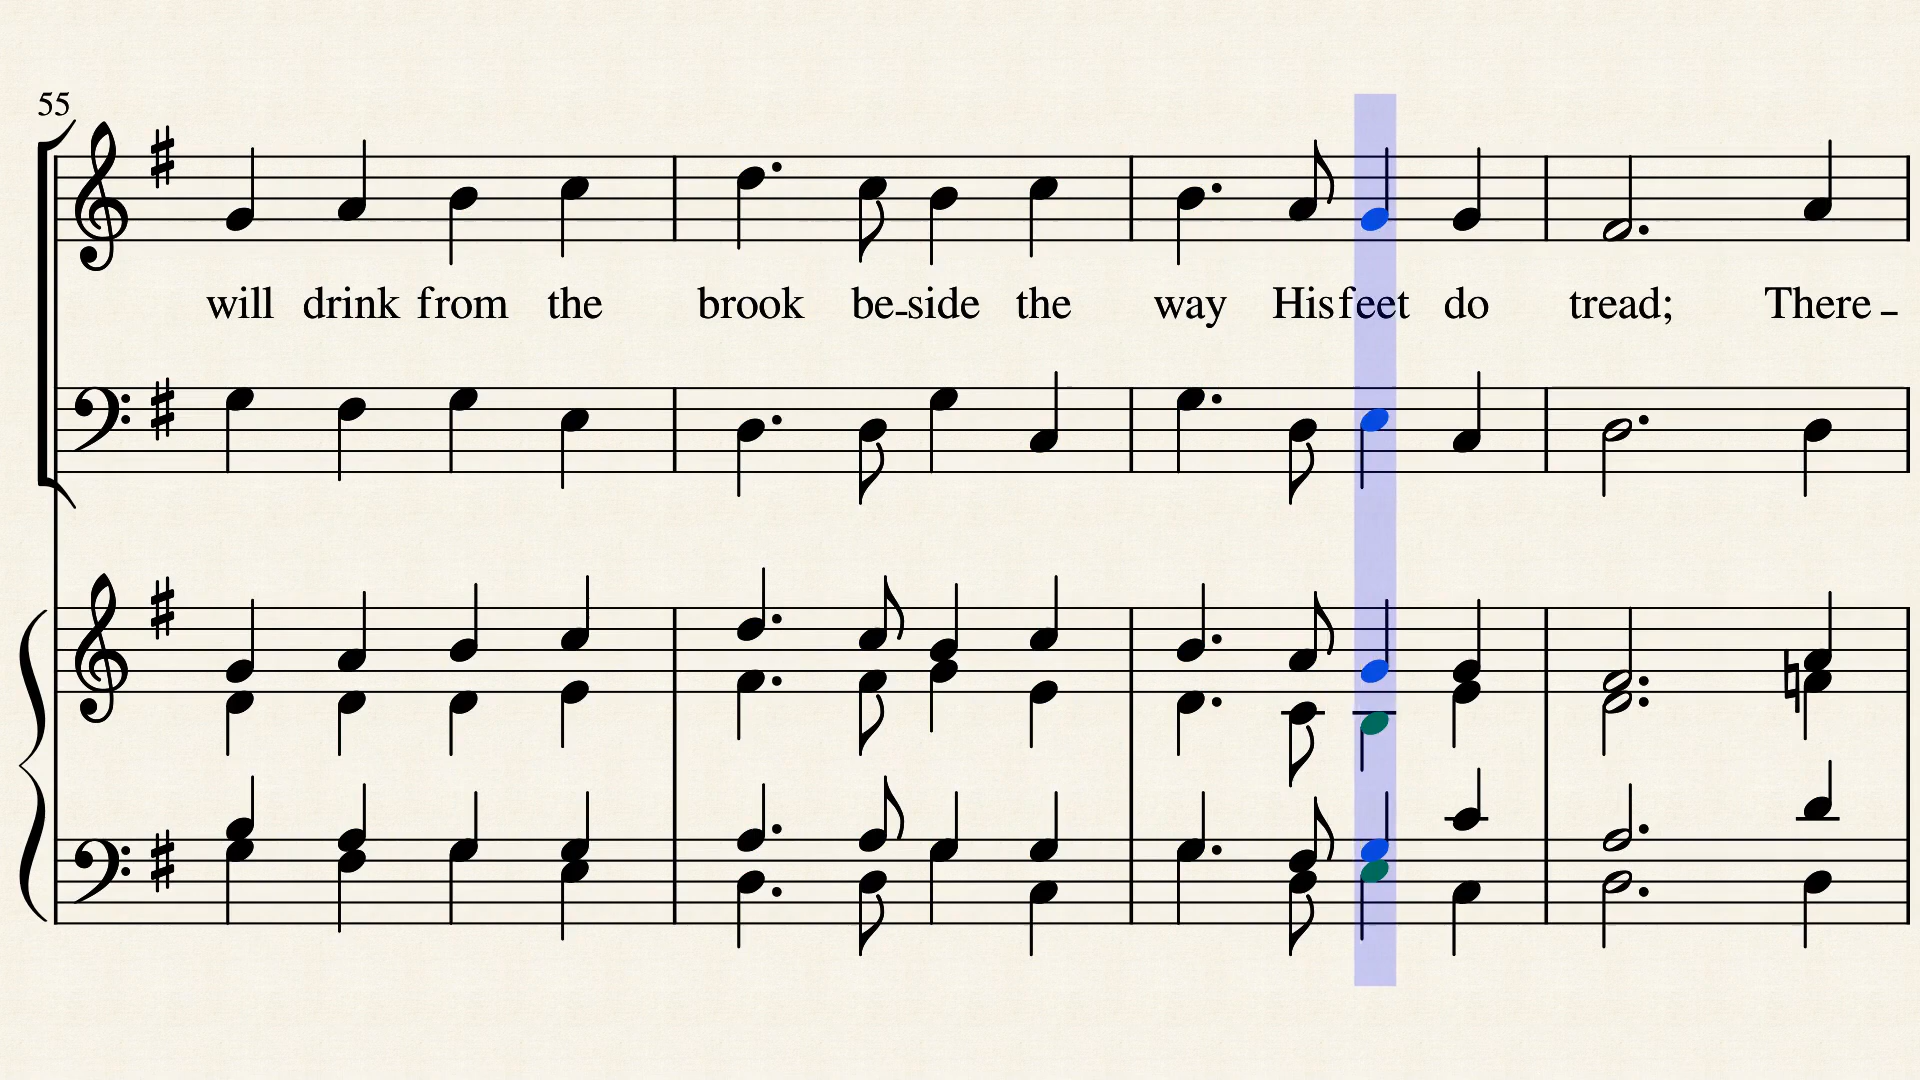 55
will drink from the brook be-side the way His feet do tread; There-